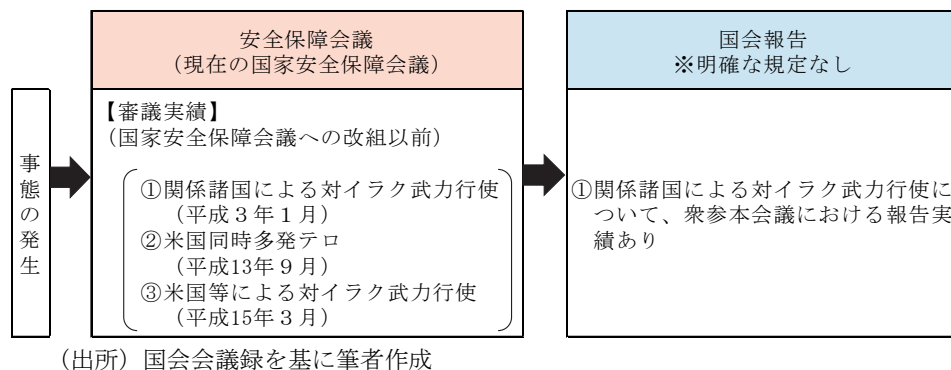 事態の発生
安全保障会議
（現在の国家安全保障会議）
【審議実績】
（国家安全保障会議への改組以前）
①関係諸国による対イラク武力行使
（平成３年１月）
②米国同時多発テロ
（平成13年９月）
③米国等による対イラク武力行使
（平成15年３月）
国会報告
※明確な規定なし
①関係諸国による対イラク武力行使に
ついて、衆参本会議における報告実
績あり
（出所）国会会議録を基に筆者作成